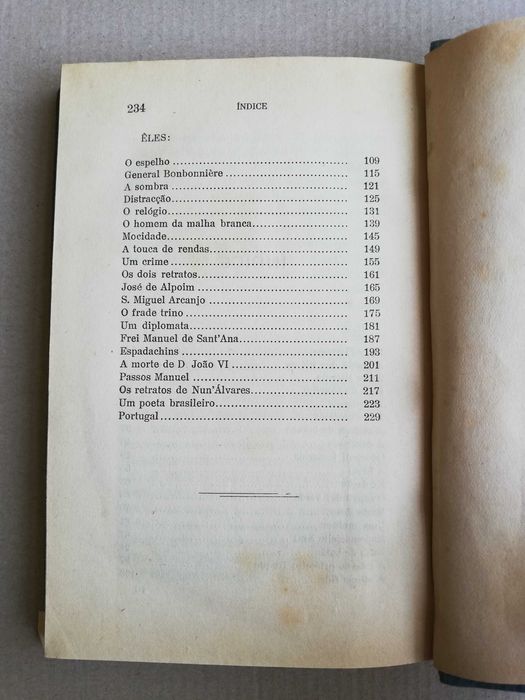 234 ÍNDICE
ÊLES:
O espelho ........ 109
General Bonbonnière ........ 115
A sombra ........ 121
Distracção ........ 125
O relógio ........ 131
O homem da malha branca ........ 139
Mocidade ........ 145
A touca de rendas ........ 149
Um crime ........ 155
Os dois retratos ........ 161
José de Alpoim ........ 165
S. Miguel Arcanjo ........ 169
O frade trino ........ 175
Um diplomata ........ 181
Frei Manuel de Sant'Ana ........ 187
Espadachins ........ 193
A morte de D João VI ........ 201
Passos Manuel ........ 211
Os retratos de Nun'Álvares ........ 217
Um poeta brasileiro ........ 223
Portugal ........ 229